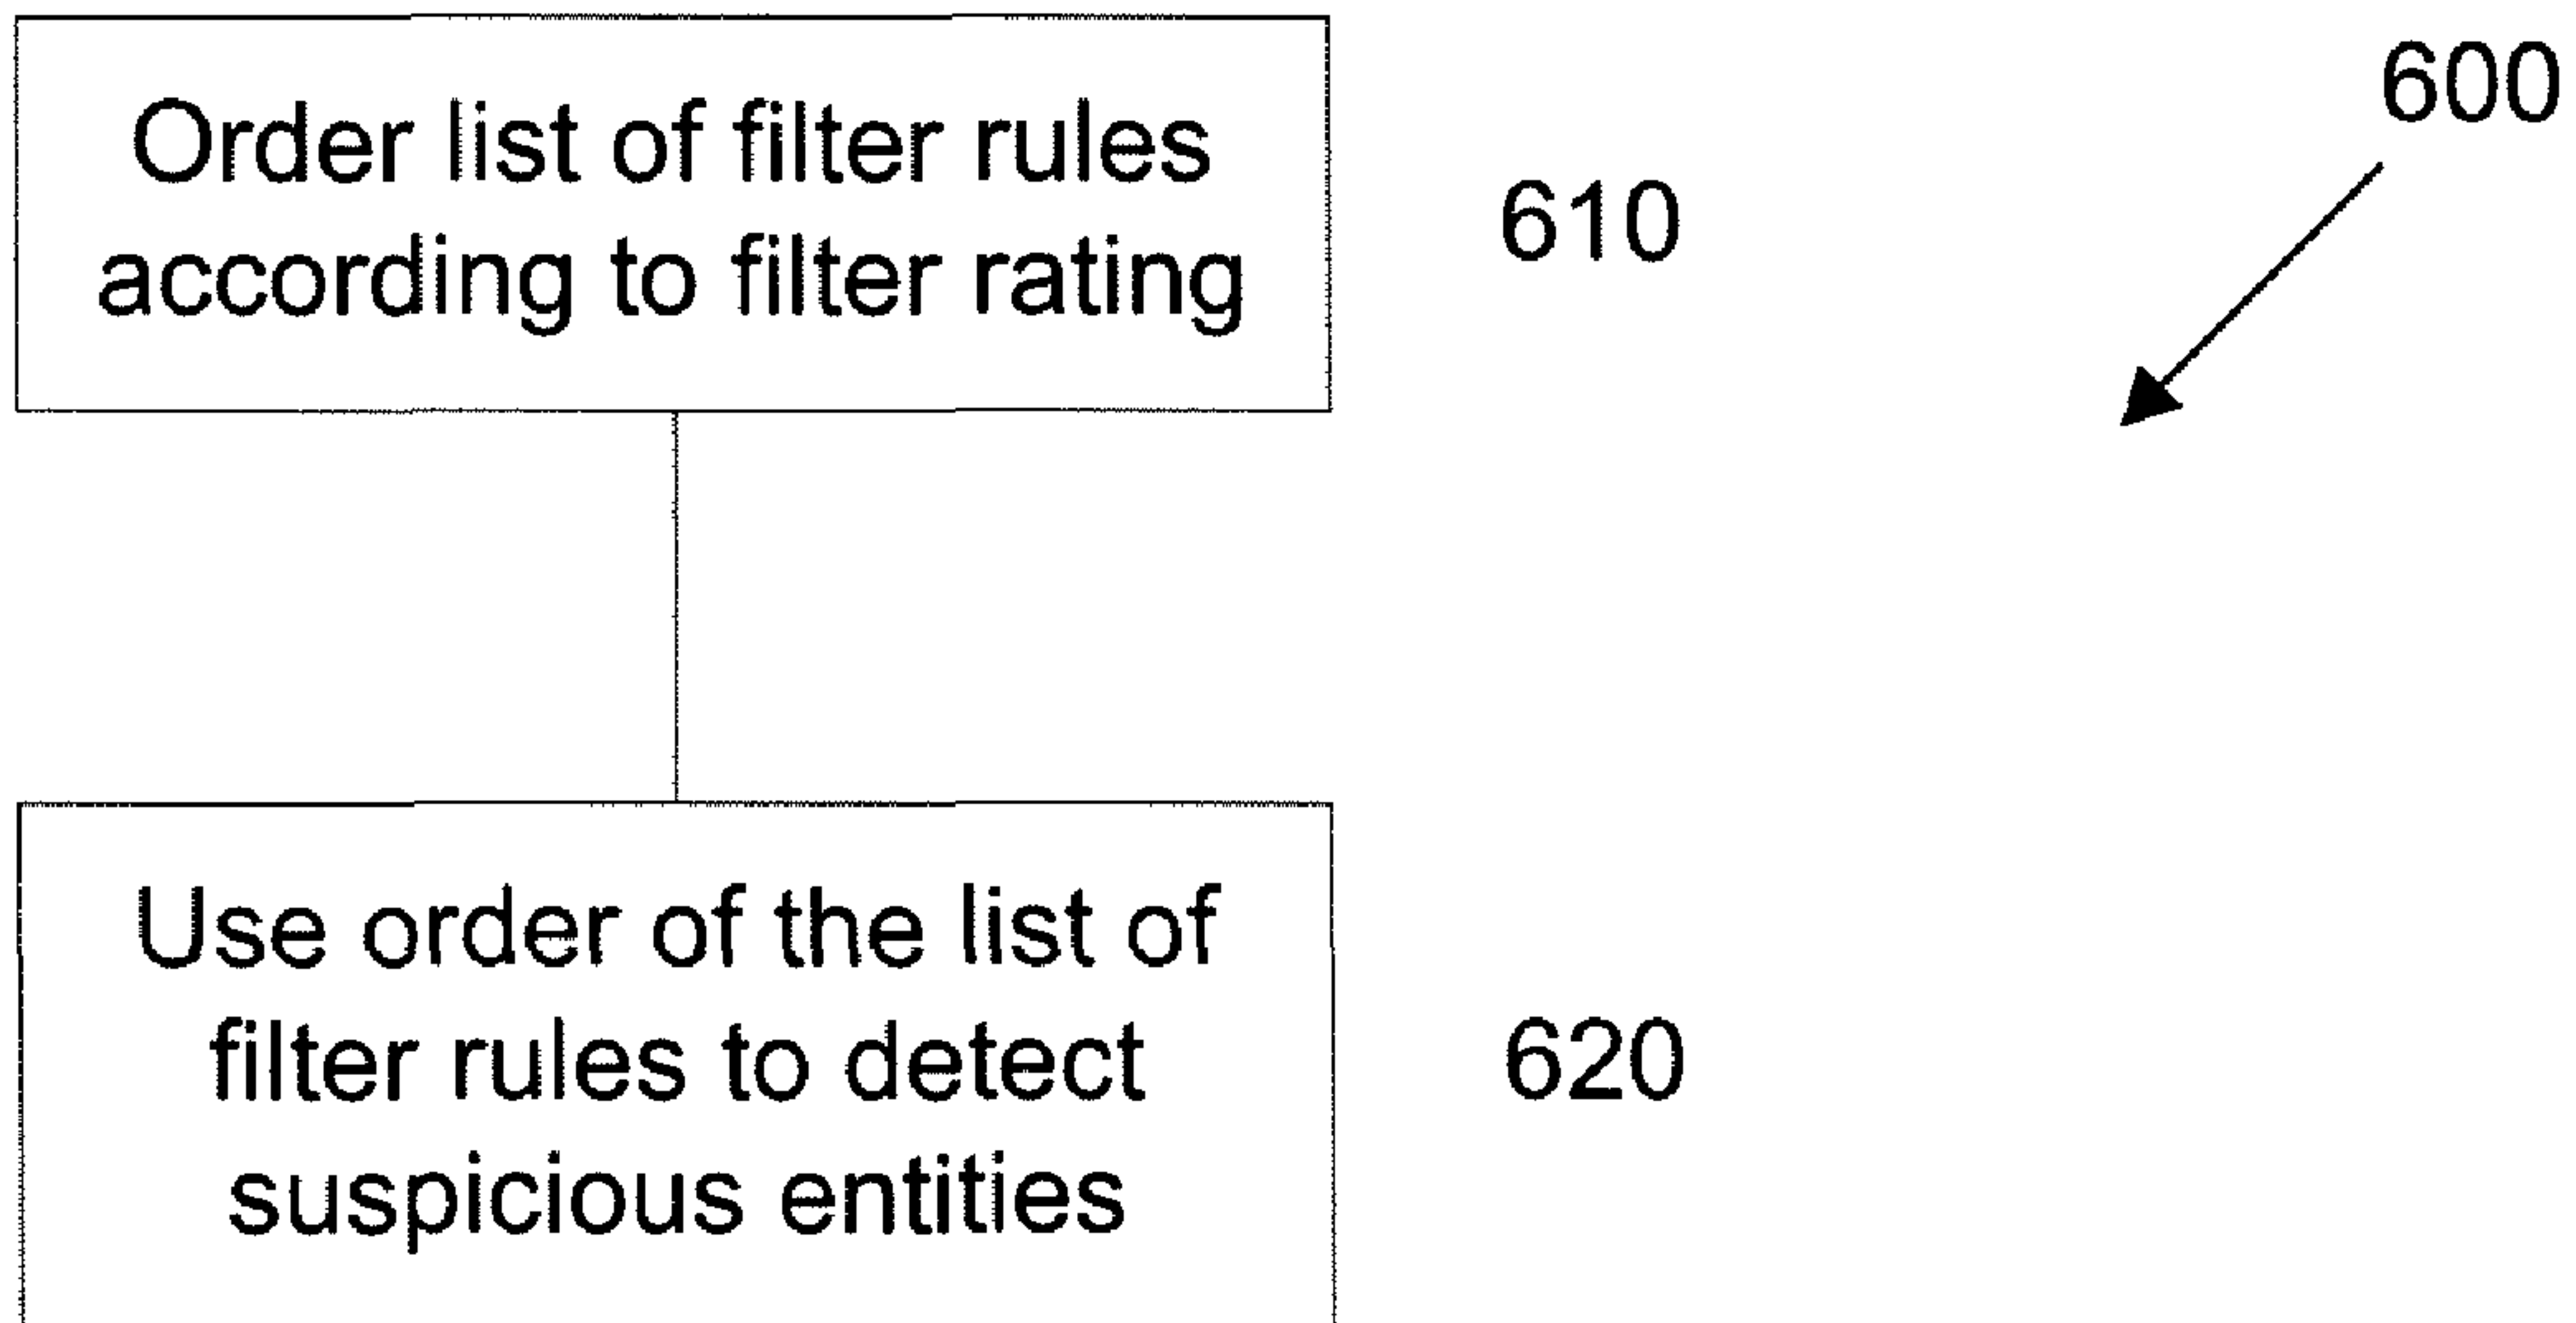 600
Order list of filter rules
according to filter rating
610
Use order of the list of
filter rules to detect
suspicious entities
620